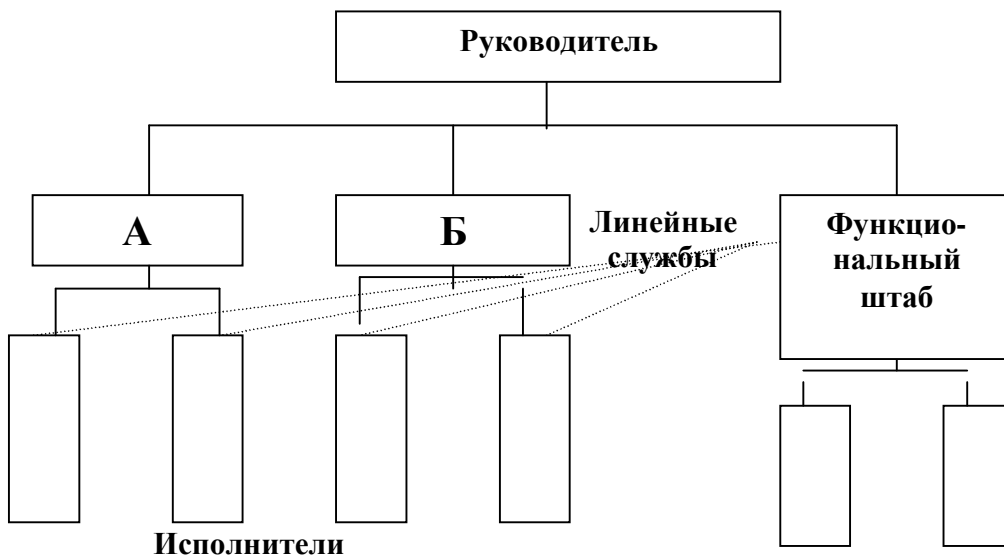 Руководитель
А
Б
Линейные
службы
Функцио-
нальный
штаб
Исполнители